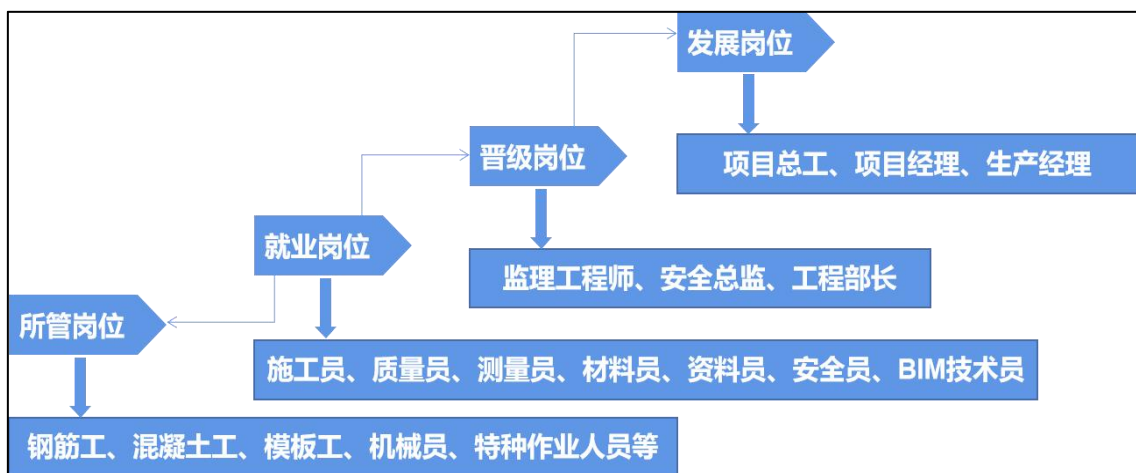 发展岗位
项目总工、项目经理、生产经理
晋级岗位
监理工程师、安全总监、工程部长
就业岗位
施工员、质量员、测量员、材料员、资料员、安全员、BIM技术员
所管岗位
钢筋工、混凝土工、模板工、机械员、特种作业人员等